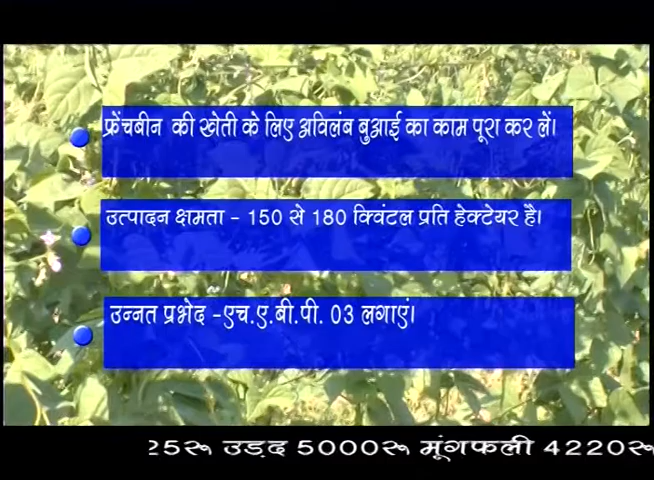 फ्रेंचबीन की खेती के लिए अविलंब बुआई का काम पूरा कर लें।
उत्पादन क्षमता - 150 से 180 क्विंटल प्रति हेक्टेयर है।
उन्नत प्रभेद -एच.ए.बी.पी. 03 लगाएं।
25रू उड़द 5000रू मूंगफली 4220रू